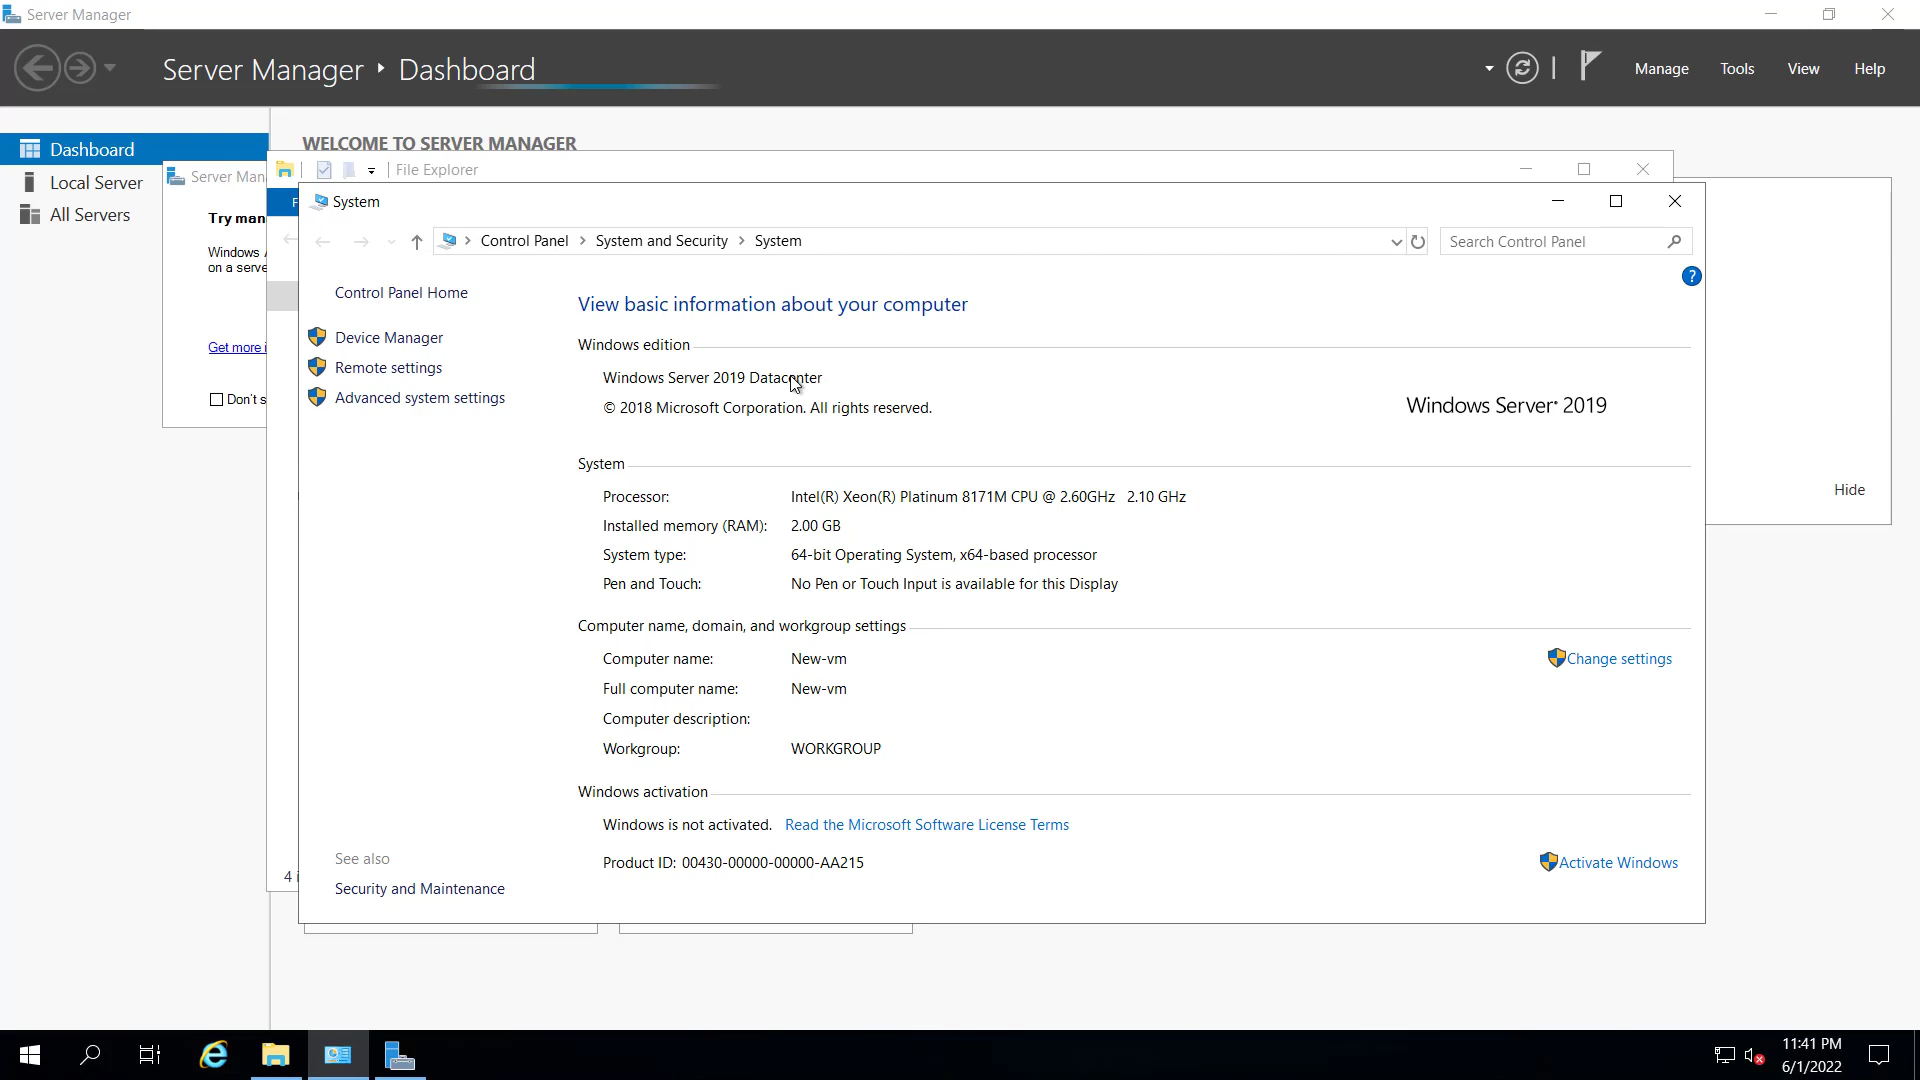 Server Manager
Server Manager ‣ Dashboard
Manage Tools View Help
Dashboard
Local Server
All Servers
WELCOME TO SERVER MANAGER
File Explorer
Server Man
Try man
Windows
on a serve
Get more i
Don't s
F
4 i
Hide
System
Control Panel > System and Security > System
Search Control Panel
?
Control Panel Home
Device Manager
Remote settings
Advanced system settings
View basic information about your computer
Windows edition
Windows Server 2019 Datacenter
© 2018 Microsoft Corporation. All rights reserved.
Windows Server® 2019
System
Processor: Intel(R) Xeon(R) Platinum 8171M CPU @ 2.60GHz 2.10 GHz
Installed memory (RAM): 2.00 GB
System type: 64-bit Operating System, x64-based processor
Pen and Touch: No Pen or Touch Input is available for this Display
Computer name, domain, and workgroup settings
Computer name: New-vm
Change settings
Full computer name: New-vm
Computer description:
Workgroup: WORKGROUP
Windows activation
Windows is not activated. Read the Microsoft Software License Terms
Product ID: 00430-00000-00000-AA215
Activate Windows
See also
Security and Maintenance
11:41 PM
6/1/2022